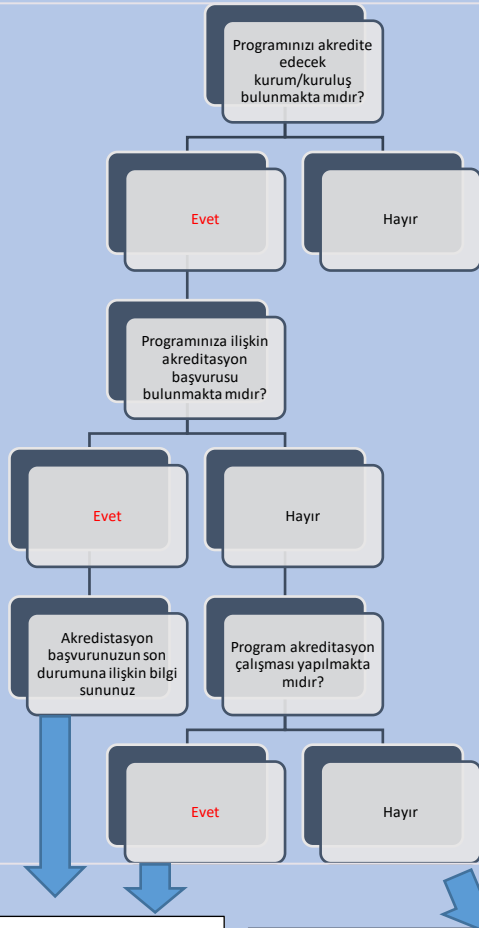 Programınızı akredite
edecek
kurum/kuruluş
bulunmakta mıdır?
Evet
Hayır
Programınıza ilişkin
akreditasyon
başvurusu
bulunmakta mıdır?
Evet
Hayır
Akredistasyon
başvurunuzun son
durumuna ilişkin bilgi
sununuz
Program akreditasyon
çalışması yapılmakta
mıdır?
Evet
Hayır